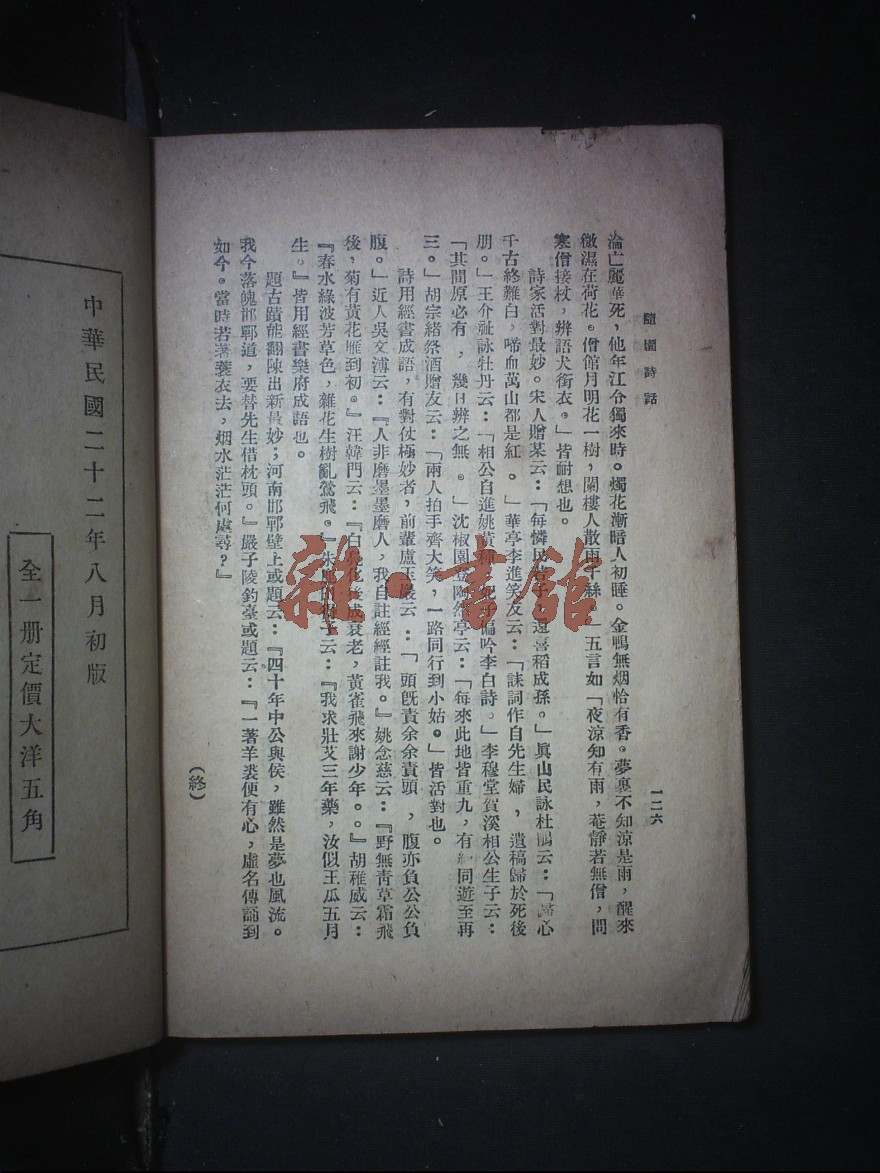 隨園詩話
一二六
淪亡麗華死，他年江令獨來時。燭花漸暗人初睡。金鴨無烟恰有香。夢裏不知涼是雨，醒來
微濕在荷花。僧館月明花一樹，闌樓人散雨千絲」五言如「夜涼知有雨，菴靜若無僧，問
寒僧接杖，辨語犬銜衣。」皆耐想也。
詩家活對最妙。宋人贈某云：「每憐民若子，還喜稻成孫。」眞山民詠杜鵑云：「歸心
千古終難白，啼血萬山都是紅。」華亭李進笑友云：「誄詞作自先生婦，遺稿歸於死後
朋。」王介祉詠牡丹云：「相公自進姚黃種，偏吟李白詩。」李穆堂賀溪相公生子云：
「其間原必有，幾日辨之無。」沈椒園登陶然亭云：「每來此地皆重九，有同遊至再
三。」胡宗緒祭酒贈友云：「兩人拍手齊大笑，一路同行到小姑。」皆活對也。
詩用經書成語，有對仗極妙者，前輩盧玉巖云：「頭旣責余余責頭，腹亦負公公負
腹。」近人吳文溥云：『人非磨墨墨磨人，我自註經經註我。』姚念慈云：『野無靑草霜飛
後，菊有黃花雁到初。』汪韓門云：『白後成衰老，黃雀飛來謝少年。。』胡稚威云：
『春水綠波芳草色，雜花生樹亂鶯飛。』朱云：『我求壯艾三年藥，汝似王瓜五月
生。』皆用經書樂府成語也。
題古蹟能翻陳出新最妙；河南邯鄲壁上或題云：『四十年中公與侯，雖然是夢也風流。
我今落魄邯鄲道，要替先生借枕頭。』嚴子陵釣臺或題云：『一著羊裘便有心，虛名傳誦到
如今。當時若著蓑衣去，烟水茫茫何處尋？』
（終）
中華民國二十二年八月初版
全一册定價大洋五角
雜·書館